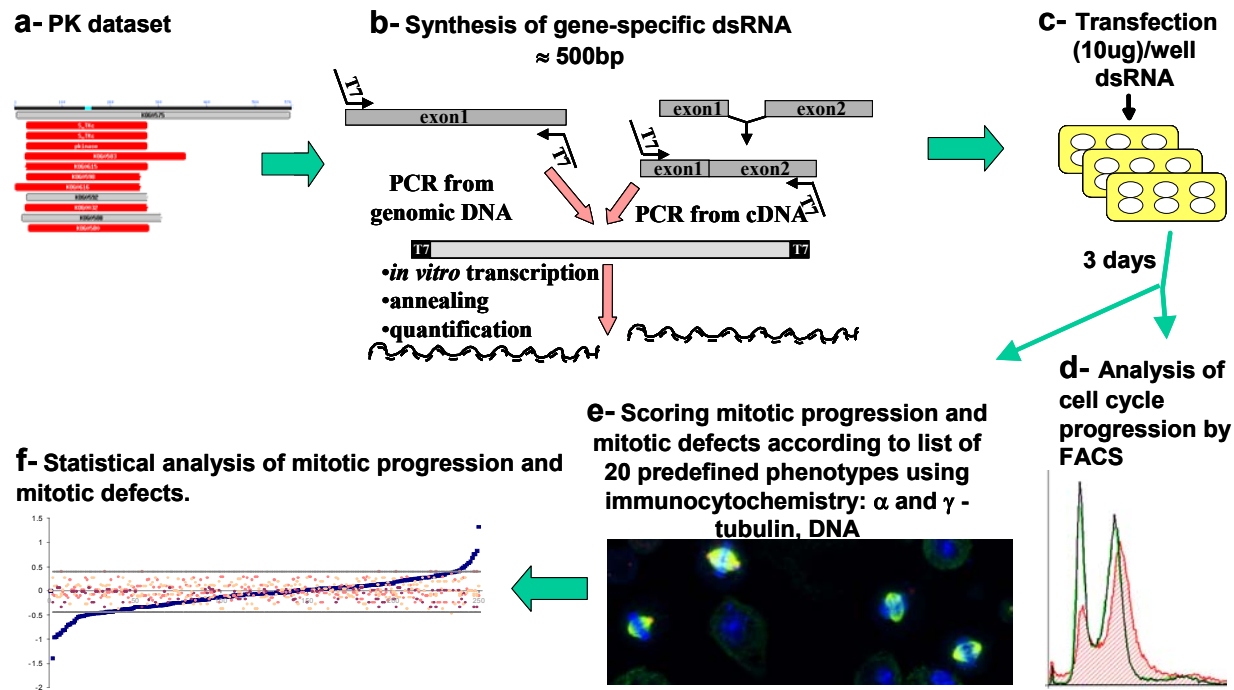 a- PK dataset
b- Synthesis of gene-specific dsRNA
≈ 500bp
c- Transfection
(10ug)/well
dsRNA
S_TKc
S_TKc
pkinase
T7
exon1
T7
exon1
exon2
T7
exon1
exon2
T7
PCR from
genomic DNA
PCR from cDNA
T7
T7
•in vitro transcription
•annealing
•quantification
3 days
d- Analysis of
cell cycle
progression by
FACS
e- Scoring mitotic progression and
mitotic defects according to list of
20 predefined phenotypes using
immunocytochemistry: α and γ -
tubulin, DNA
f- Statistical analysis of mitotic progression and
mitotic defects.
1.5
1
0.5
0
-0.5
-1
-1.5
-2
250